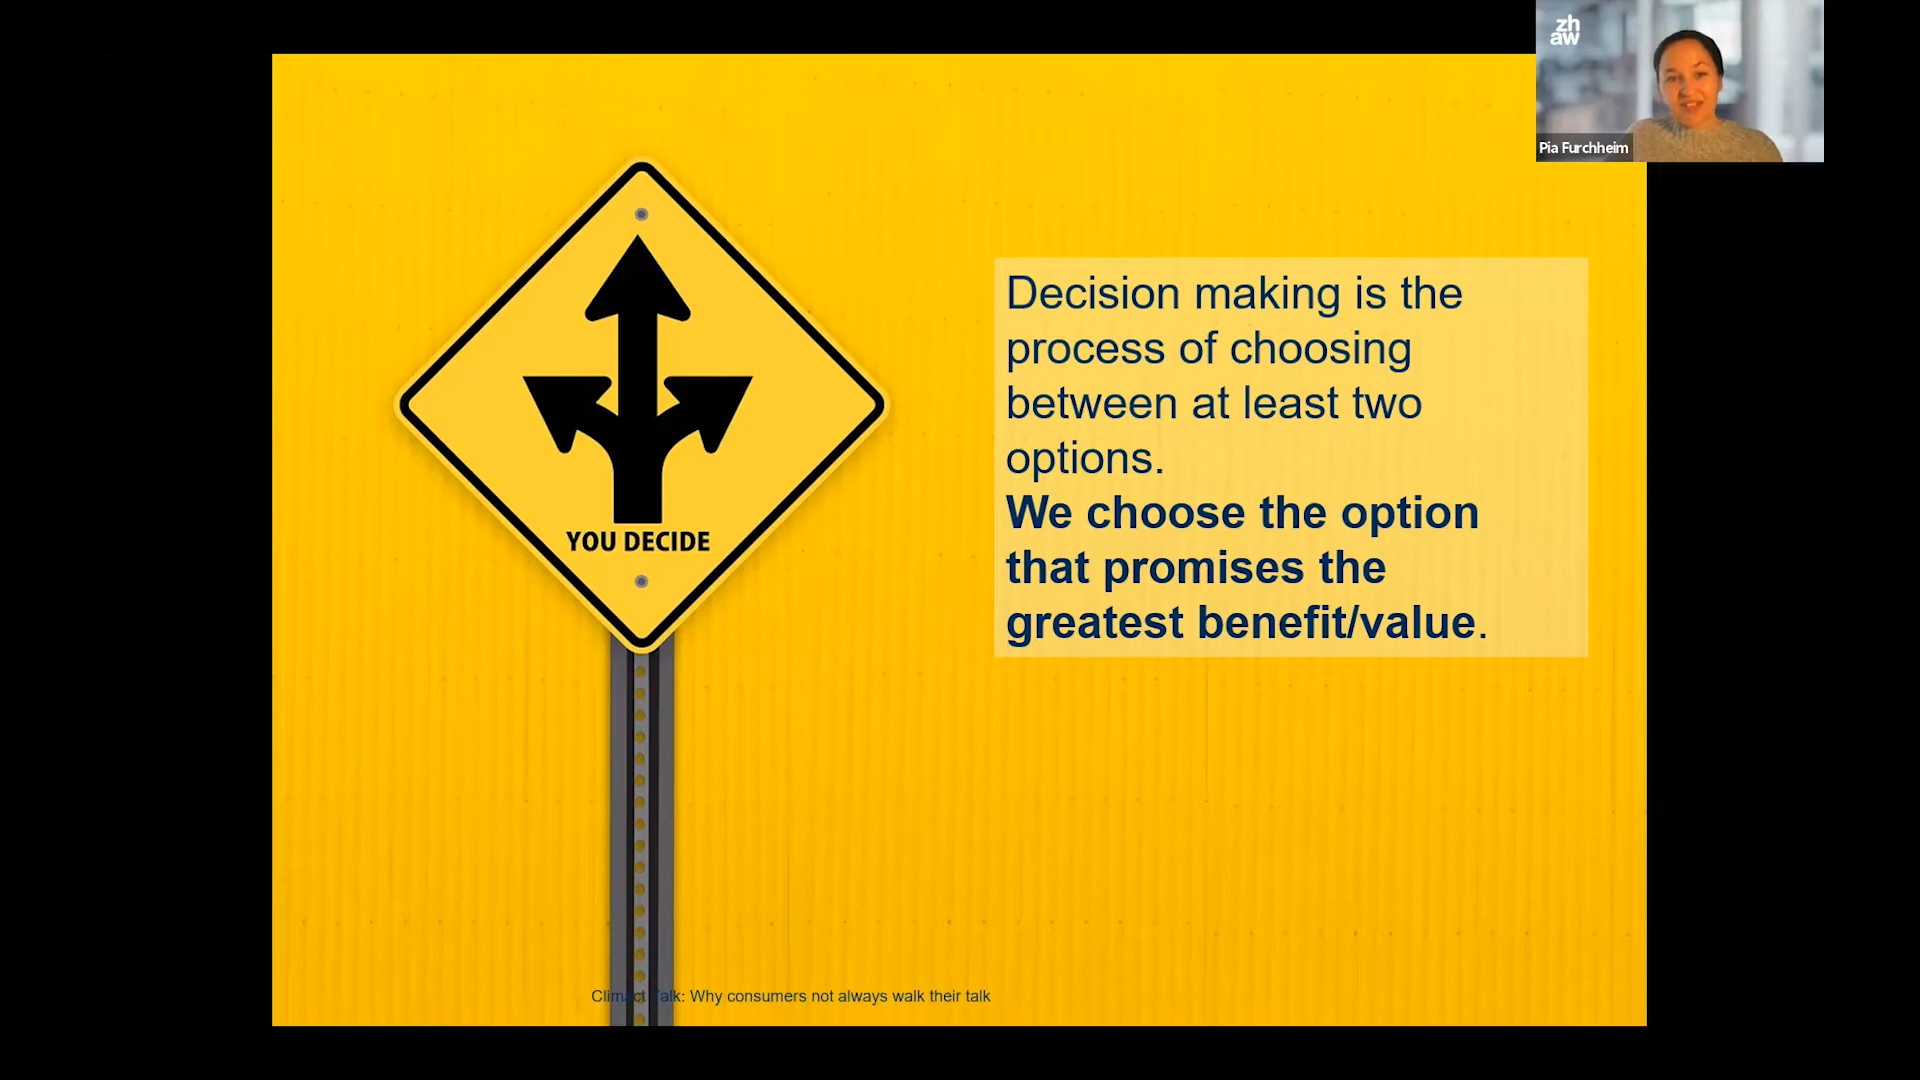 zh
aw
Pia Furchheim
YOU DECIDE
Decision making is the
process of choosing
between at least two
options.
We choose the option
that promises the
greatest benefit/value.
Climact Talk: Why consumers not always walk their talk